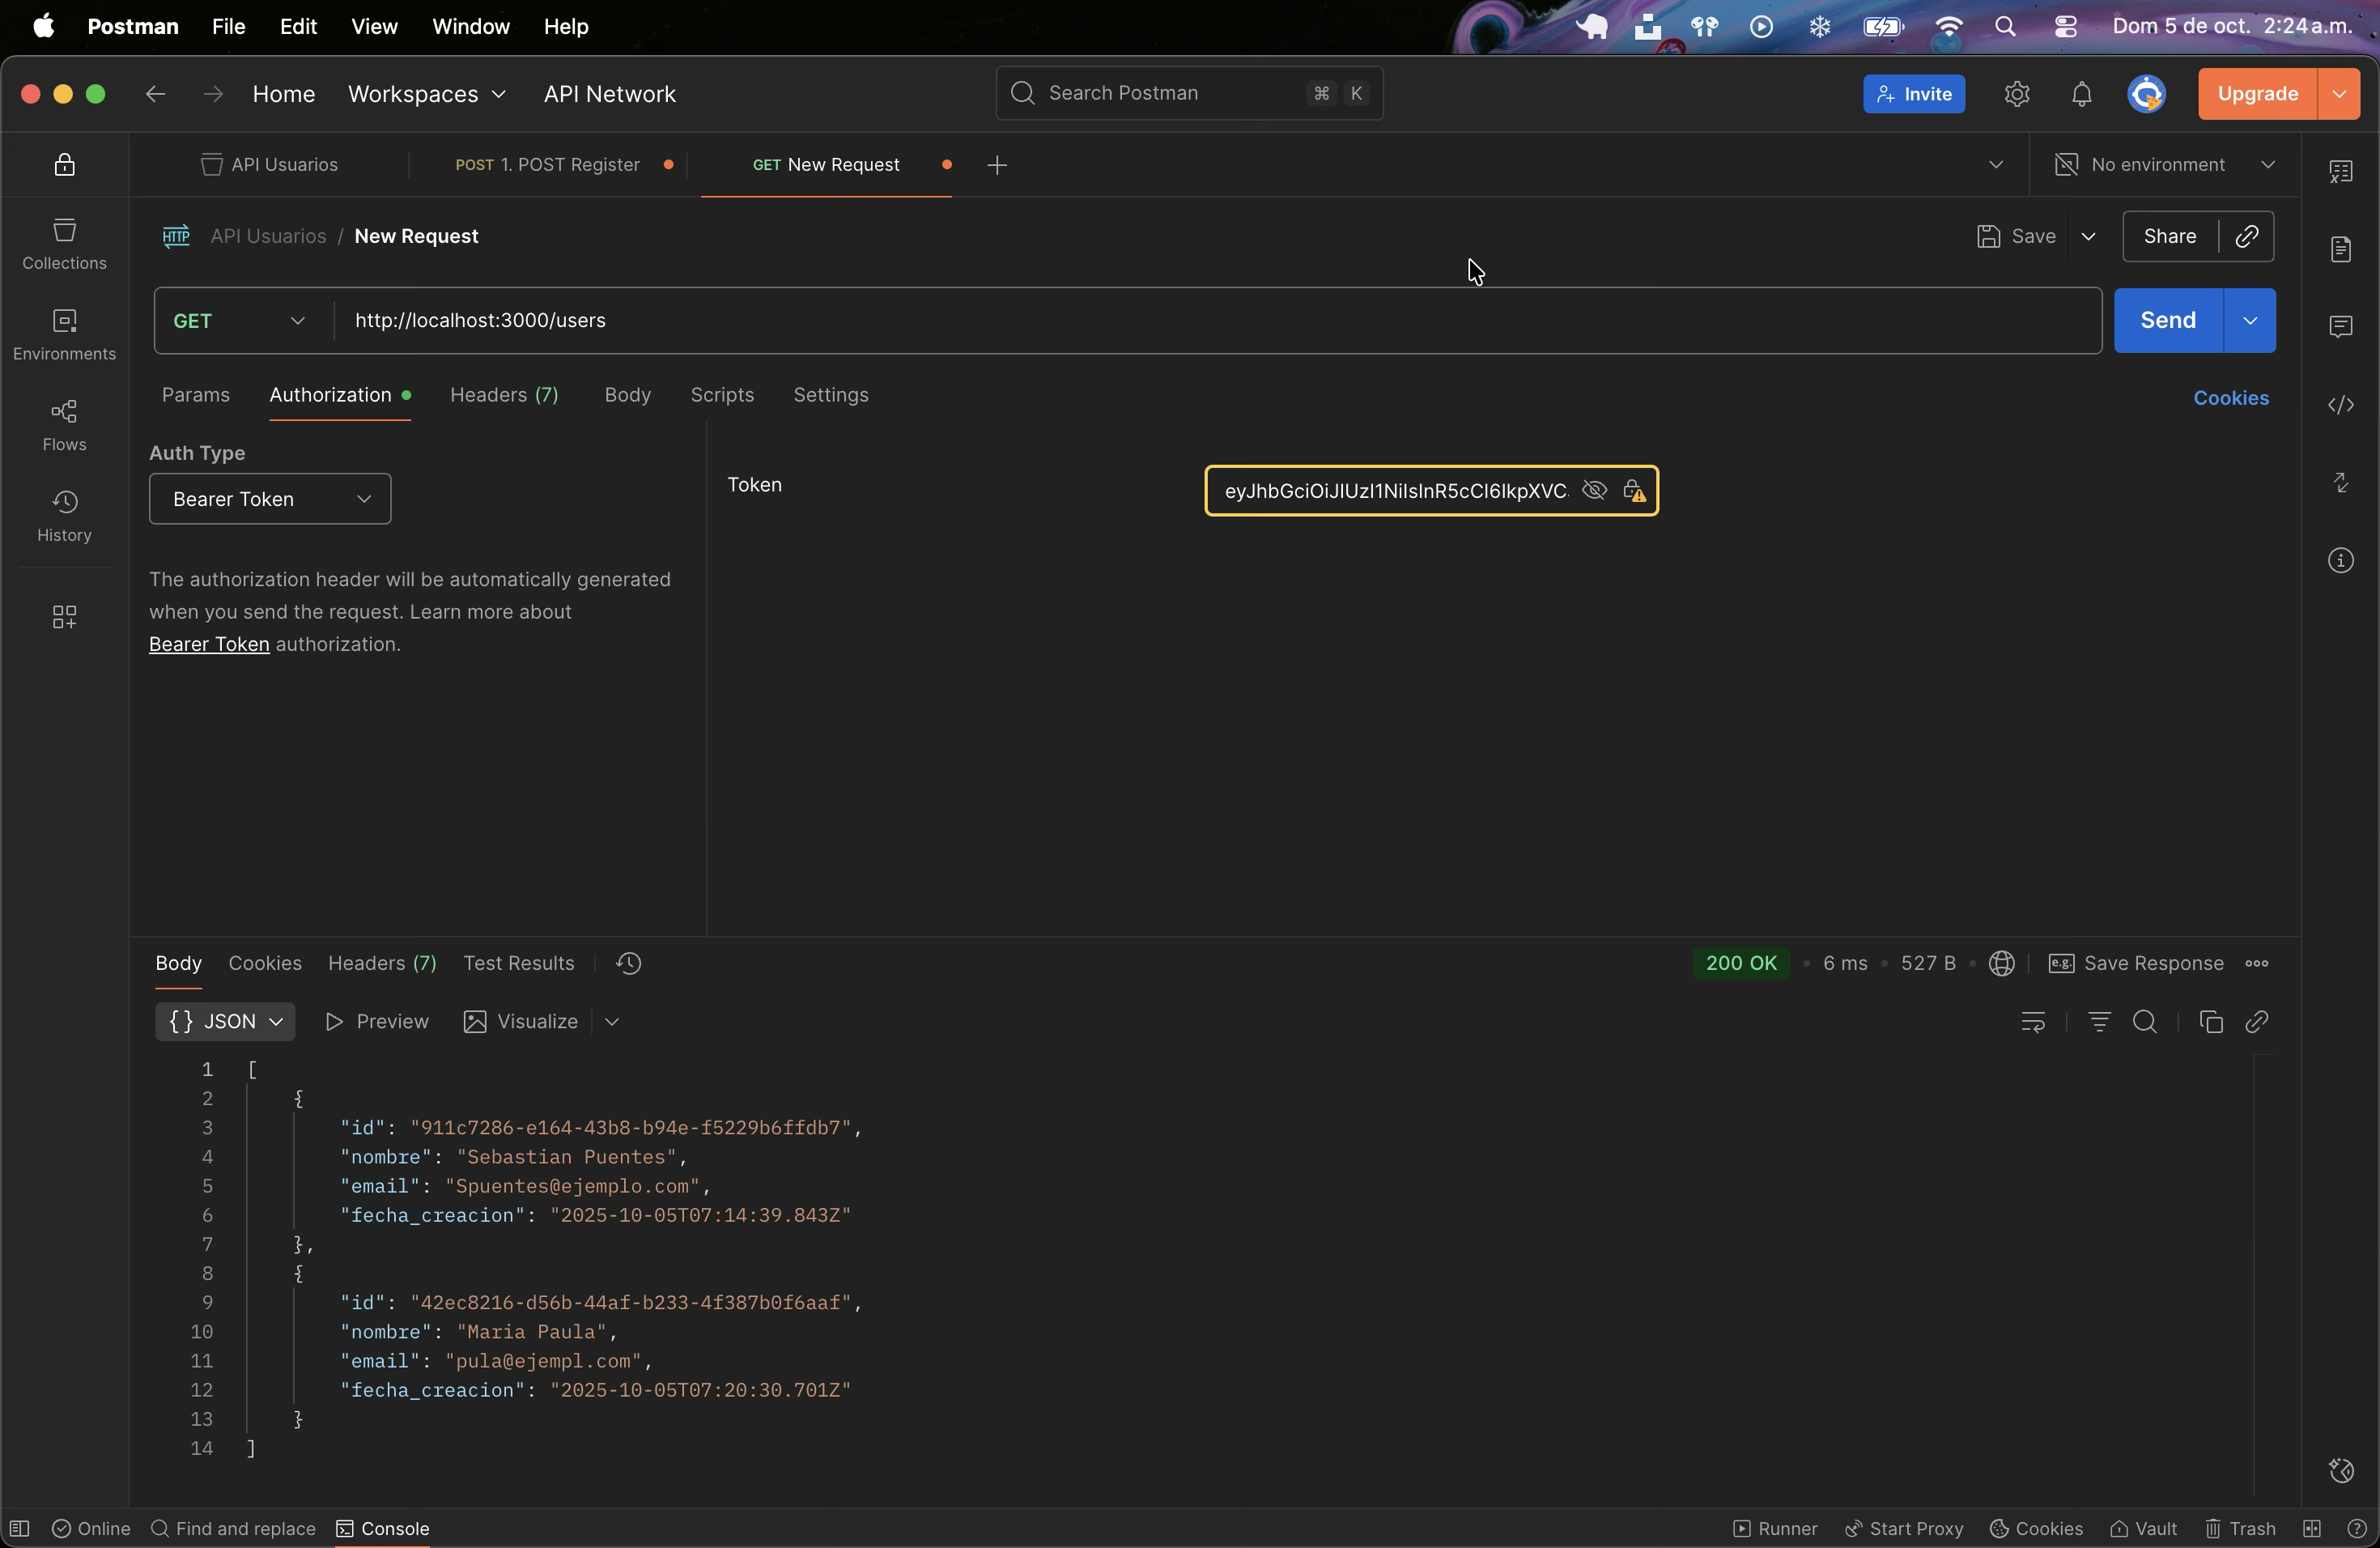 Postman File Edit View Window Help Dom 5 de oct. 2:24 a.m.
Home Workspaces API Network Search Postman ⌘ K Invite Upgrade
API Usuarios POST 1. POST Register GET New Request No environment
HTTP API Usuarios / New Request Save Share
Collections
Environments
Flows
History
GET http://localhost:3000/users Send
Params Authorization Headers (7) Body Scripts Settings Cookies
Auth Type
Bearer Token
Token
The authorization header will be automatically generated
when you send the request. Learn more about
Bearer Token authorization.
Body Cookies Headers (7) Test Results 200 OK 6 ms 527 B e.g. Save Response
{} JSON Preview Visualize
1 [
2 {
3 "id": "911c7286-e164-43b8-b94e-f5229b6ffdb7",
4 "nombre": "Sebastian Puentes",
5 "email": "Spuentes@ejemplo.com",
6 "fecha_creacion": "2025-10-05T07:14:39.843Z"
7 },
8 {
9 "id": "42ec8216-d56b-44af-b233-4f387b0f6aaf",
10 "nombre": "Maria Paula",
11 "email": "pula@ejempl.com",
12 "fecha_creacion": "2025-10-05T07:20:30.701Z"
13 }
14 ]
Online Find and replace Console Runner Start Proxy Cookies Vault Trash